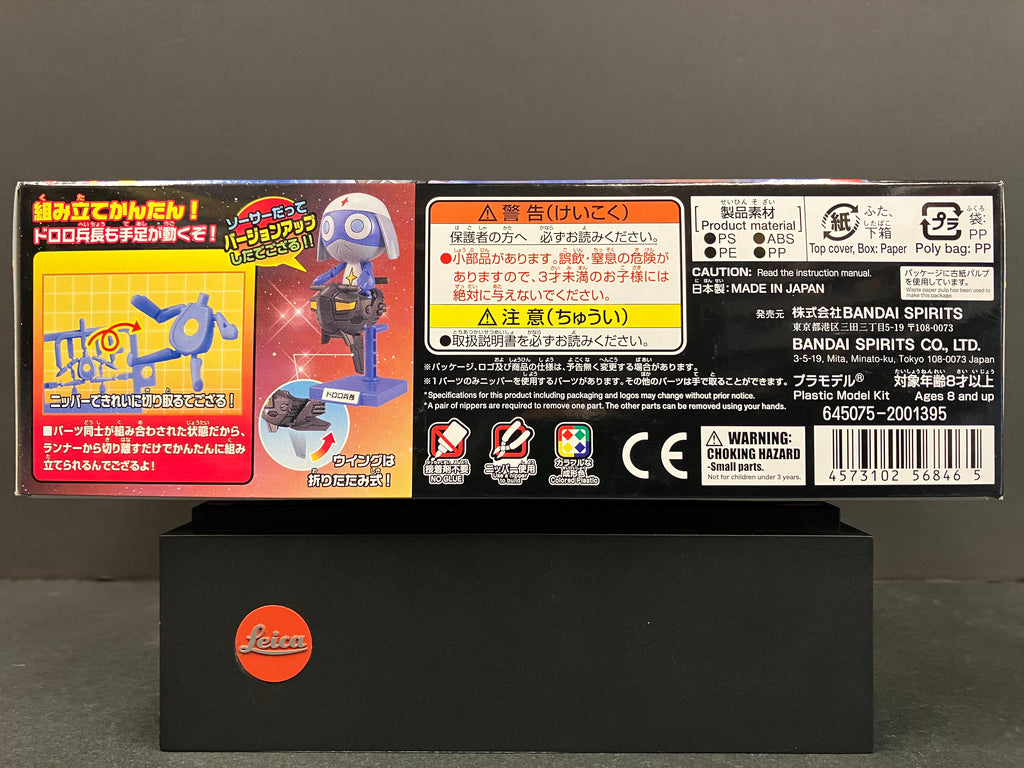 組み立てかんたん！
ドロロ兵長も手足が動くぞ！
ソーサーだって
バージョンアップ
したでござる!!
ニッパーできれいに切り取るでござる！
■パーツ同士が組み合わされた状態だから、
ランナーから切り離すだけでかんたんに組み
立てられるんでござるよ！
ドロロ兵長
ウィングは
折りたたみ式！
警告(けいこく)
保護者の方へ 必ずお読みください。
●小部品があります。誤飲・窒息の危険が
ありますので、3才未満のお子様には
絶対に与えないでください。
注意(ちゅうい)
●取扱説明書を必ずお読みください。
※パッケージ、ロゴ及び商品の仕様は、予告無く変更する場合があります。
※1パーツのみニッパーを使用するパーツがあります。その他のパーツは手で取ることができます。
*Specifications for this product including packaging and logos may change without prior notice.
*A pair of nippers are required to remove one part. The other parts can be removed using your hands.
接着剤不要
NO GLUE
ニッパー使用
Use a nipper
to build
カラフルな
成形色
Colored Plastic
CE
製品素材
Product material
●PS ●ABS
●PE ●PP
紙
ふた、
下箱
Top cover, Box: Paper
プラ
袋:
PP
Poly bag: PP
CAUTION: Read the instruction manual.
日本製: MADE IN JAPAN
パッケージに古紙パルプ
を使用しています。
Waste paper pulp has been used to
make this package.
発売元 株式会社BANDAI SPIRITS
東京都港区三田三丁目5-19 〒108-0073
BANDAI SPIRITS CO., LTD.
3-5-19, Mita, Minato-ku, Tokyo 108-0073 Japan
プラモデル® 対象年齢8才以上
Plastic Model Kit Ages 8 and up
645075-2001395
WARNING:
CHOKING HAZARD
-Small parts.
Not for children under 3 years.
4573102 56846 5
Leica